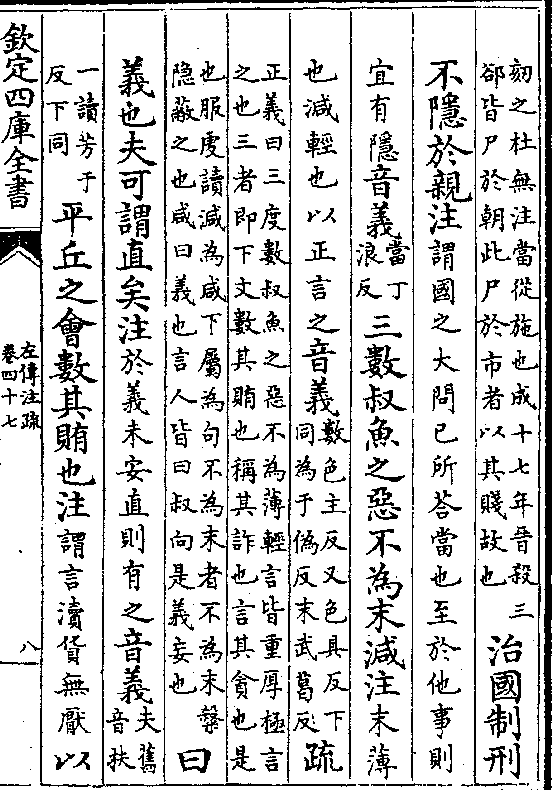 劾之杜無注當從施也成十七年晉殺三
郤皆尸於朝此尸於市者以其賤故也
治國制刑
不隱於親注謂國之大問已所荅當也至於他事則
宜有隱音義當丁浪反三數叔魚之惡不為末減注末薄
也減輕也以正言之音義數色主反又色具反下同為于偽反末武葛反疏
正義曰三度數叔魚之惡不為薄輕言皆重厚極言
之也三者即下文數其賄也稱其詐也言其貪也是
也服虔讀減為咸下屬為句不為末者不為末槃
隐蔽之也咸曰義也言人皆曰叔向是義妄也
曰
義也夫可謂直矣注於義未安直則有之音義夫舊音扶
一讀芳于反下同平丘之會數其賄也注謂言瀆貨無厭以
欽定四庫全書
左傳注疏
卷四十七
八